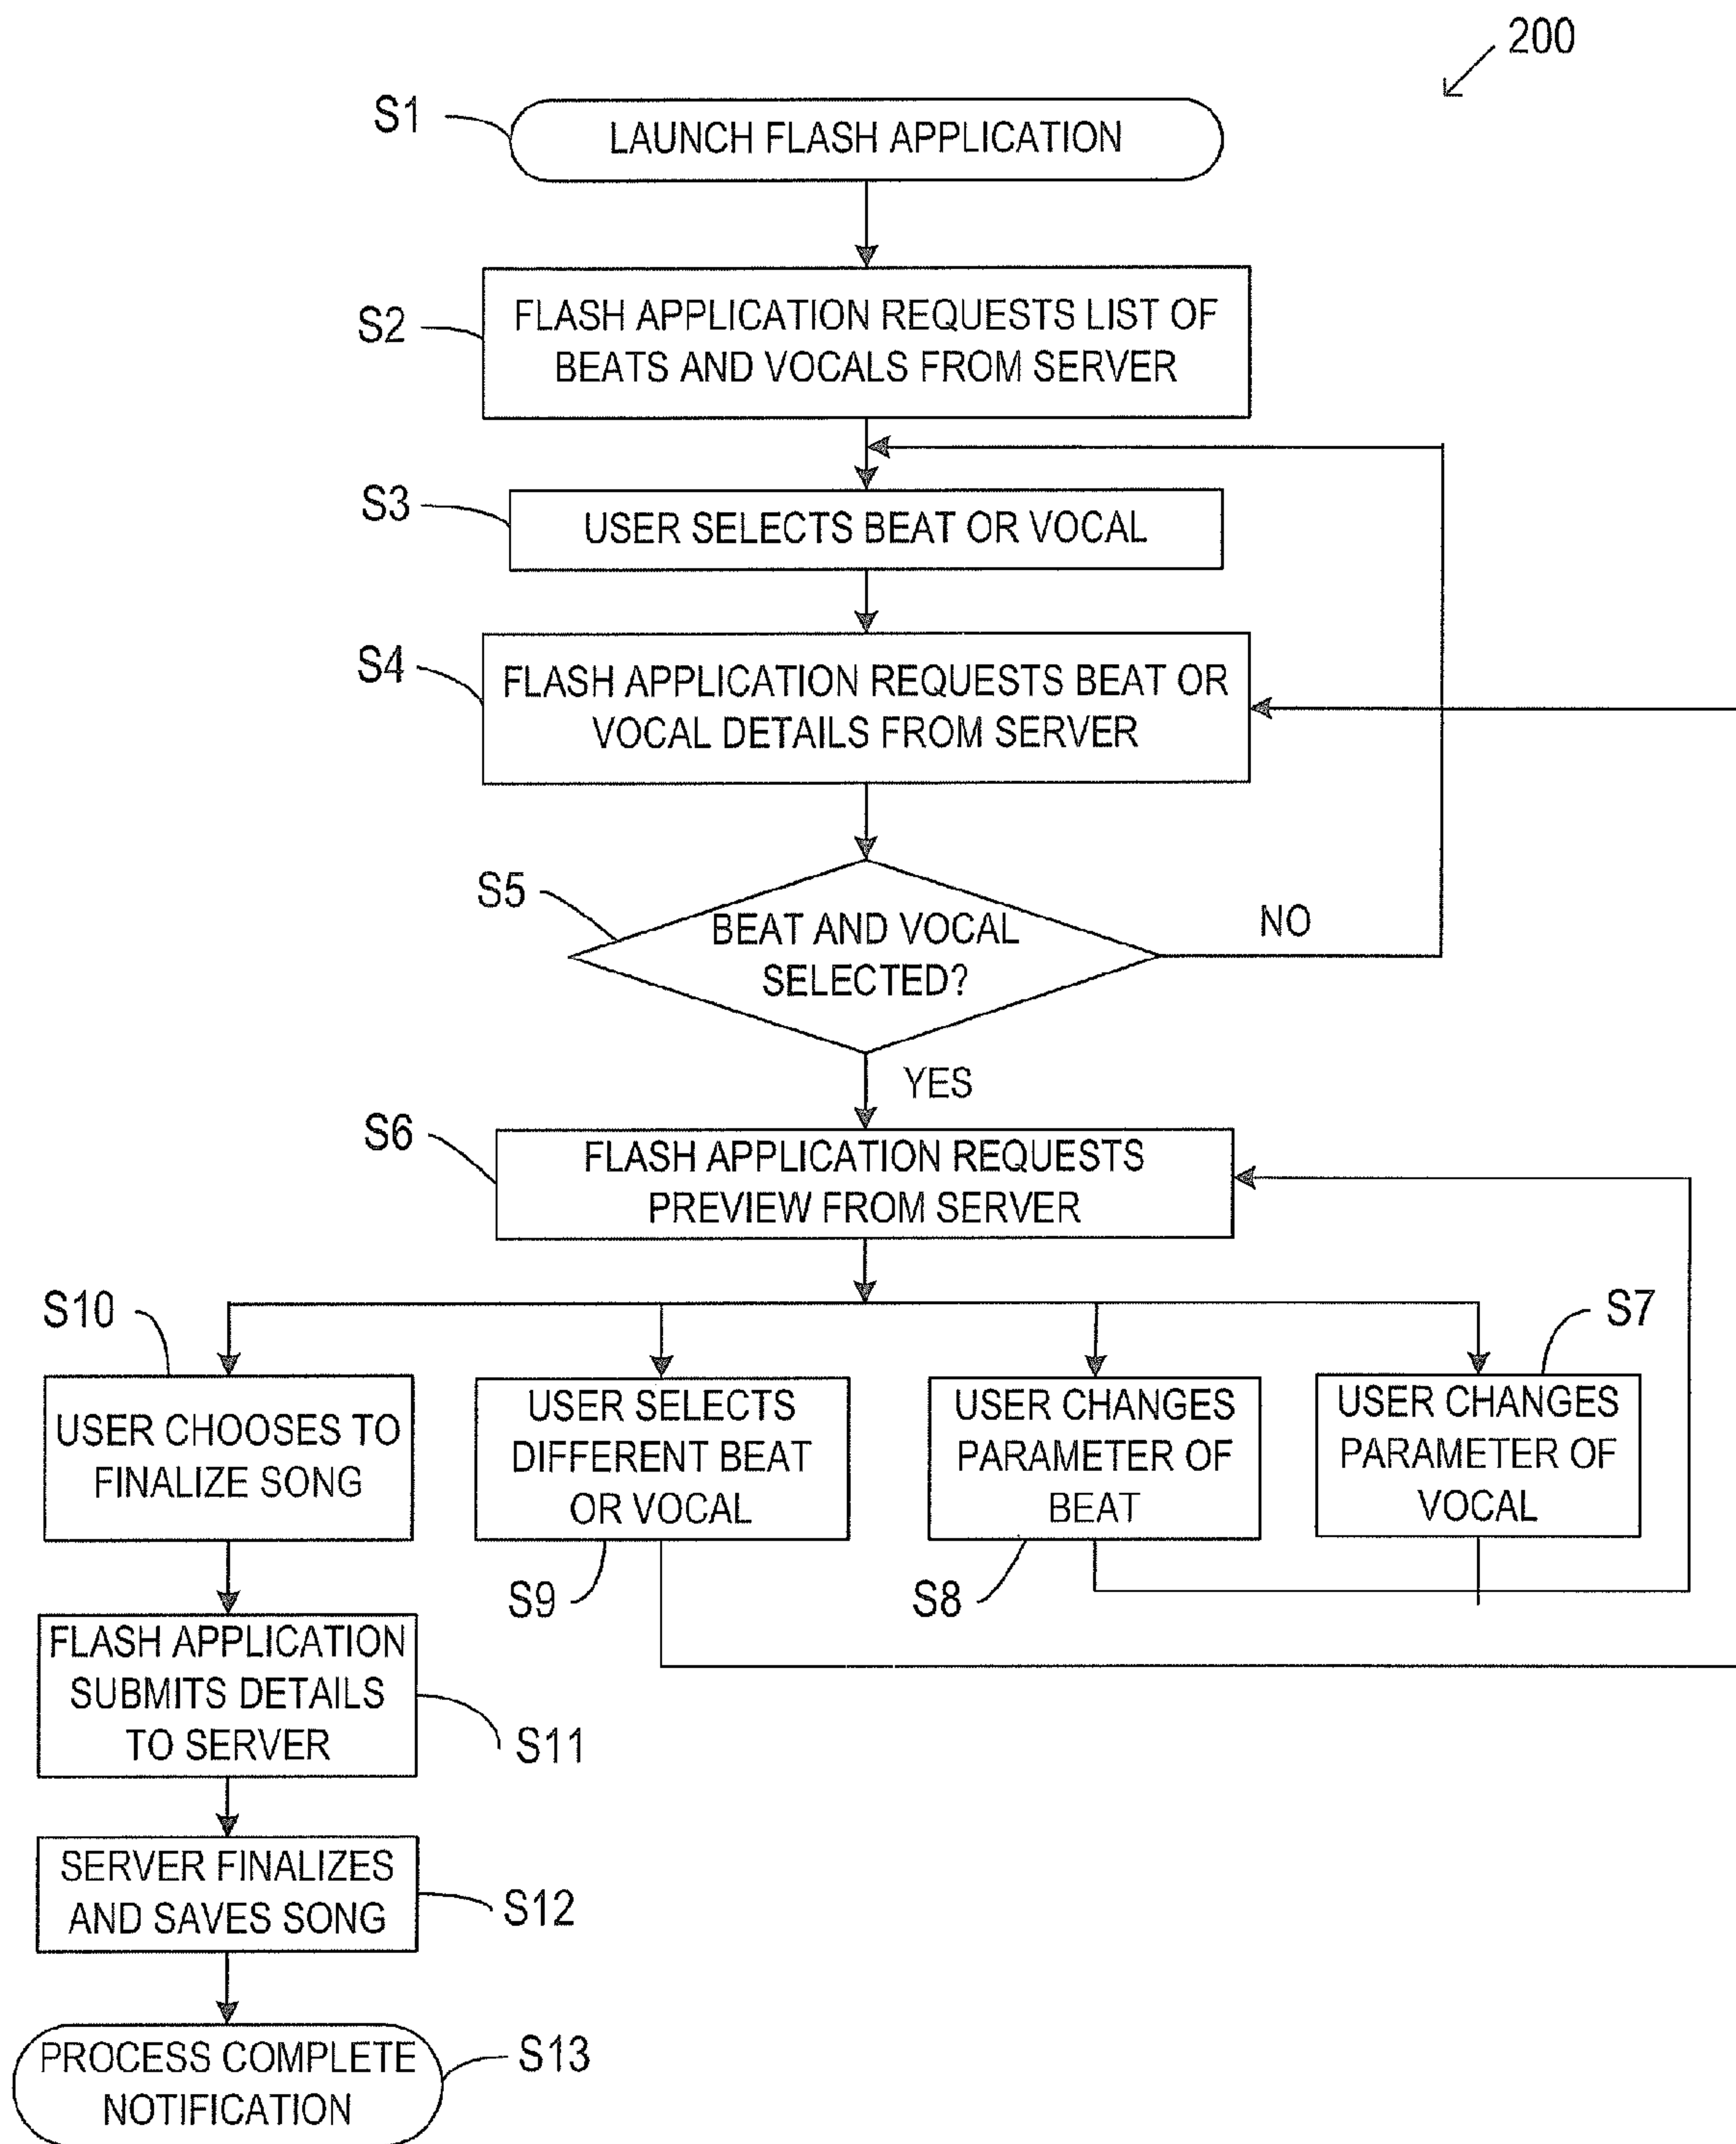 200
S1
LAUNCH FLASH APPLICATION
S2
FLASH APPLICATION REQUESTS LIST OF
BEATS AND VOCALS FROM SERVER
S3
USER SELECTS BEAT OR VOCAL
S4
FLASH APPLICATION REQUESTS BEAT OR
VOCAL DETAILS FROM SERVER
S5
BEAT AND VOCAL
SELECTED?
NO
YES
S6
FLASH APPLICATION REQUESTS
PREVIEW FROM SERVER
S10
USER CHOOSES TO
FINALIZE SONG
USER SELECTS
DIFFERENT BEAT
OR VOCAL
S9
USER CHANGES
PARAMETER OF
BEAT
S8
S7
USER CHANGES
PARAMETER OF
VOCAL
FLASH APPLICATION
SUBMITS DETAILS
TO SERVER
S11
SERVER FINALIZES
AND SAVES SONG
S12
PROCESS COMPLETE
NOTIFICATION
S13